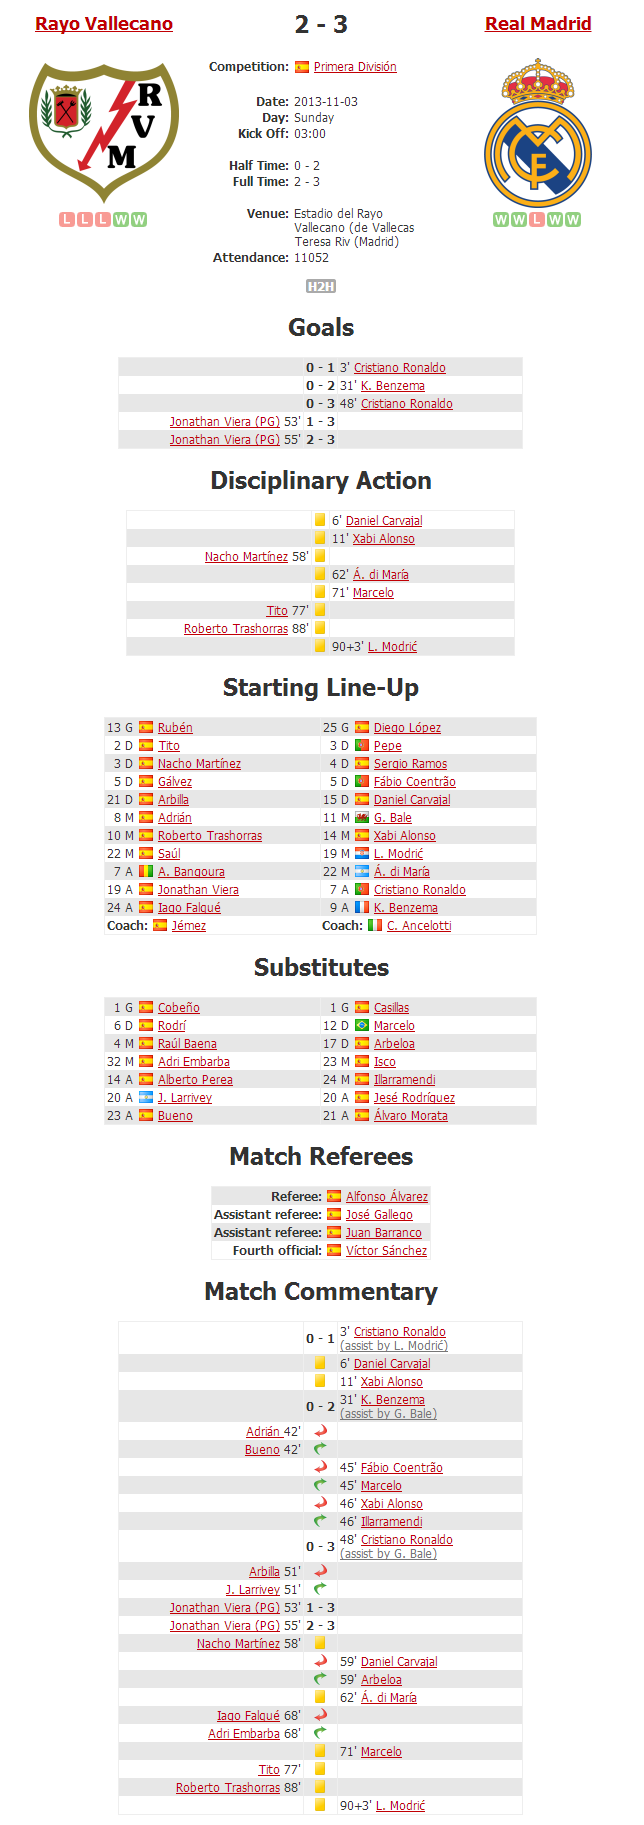 Rayo Vallecano 2 - 3 Real Madrid
Competition: Primera División
Date: 2013-11-03
Day: Sunday
Kick Off: 03:00
Half Time: 0 - 2
Full Time: 2 - 3
Venue: Estadio del Rayo
Vallecano (de Vallecas
Teresa Riv (Madrid)
Attendance: 11052
R
V
M
L L L W W
W W L W W
H2H
Goals
0 - 1 3' Cristiano Ronaldo
0 - 2 31' K. Benzema
0 - 3 48' Cristiano Ronaldo
Jonathan Viera (PG) 53' 1 - 3
Jonathan Viera (PG) 55' 2 - 3
Disciplinary Action
6' Daniel Carvajal
11' Xabi Alonso
Nacho Martínez 58'
62' Á. di María
71' Marcelo
Tito 77'
Roberto Trashorras 88'
90+3' L. Modrić
Starting Line-Up
13 G Rubén 25 G Diego López
2 D Tito 3 D Pepe
3 D Nacho Martínez 4 D Sergio Ramos
5 D Gálvez 5 D Fábio Coentrão
21 D Arbilla 15 D Daniel Carvajal
8 M Adrián 11 M G. Bale
10 M Roberto Trashorras 14 M Xabi Alonso
22 M Saúl 19 M L. Modrić
7 A A. Bangoura 22 M Á. di María
19 A Jonathan Viera 7 A Cristiano Ronaldo
24 A Iago Falqué 9 A K. Benzema
Coach: Jémez Coach: C. Ancelotti
Substitutes
1 G Cobeño 1 G Casillas
6 D Rodrí 12 D Marcelo
4 M Raúl Baena 17 D Arbeloa
32 M Adri Embarba 23 M Isco
14 A Alberto Perea 24 M Illarramendi
20 A J. Larrivey 20 A Jesé Rodríguez
23 A Bueno 21 A Álvaro Morata
Match Referees
Referee: Alfonso Álvarez
Assistant referee: José Gallego
Assistant referee: Juan Barranco
Fourth official: Víctor Sánchez
Match Commentary
0 - 1 3' Cristiano Ronaldo
(assist by L. Modrić)
6' Daniel Carvajal
11' Xabi Alonso
0 - 2 31' K. Benzema
(assist by G. Bale)
Adrián 42'
Bueno 42'
45' Fábio Coentrão
45' Marcelo
46' Xabi Alonso
46' Illarramendi
0 - 3 48' Cristiano Ronaldo
(assist by G. Bale)
Arbilla 51'
J. Larrivey 51'
Jonathan Viera (PG) 53' 1 - 3
Jonathan Viera (PG) 55' 2 - 3
Nacho Martínez 58'
59' Daniel Carvajal
59' Arbeloa
62' Á. di María
Iago Falqué 68'
Adri Embarba 68'
71' Marcelo
Tito 77'
Roberto Trashorras 88'
90+3' L. Modrić